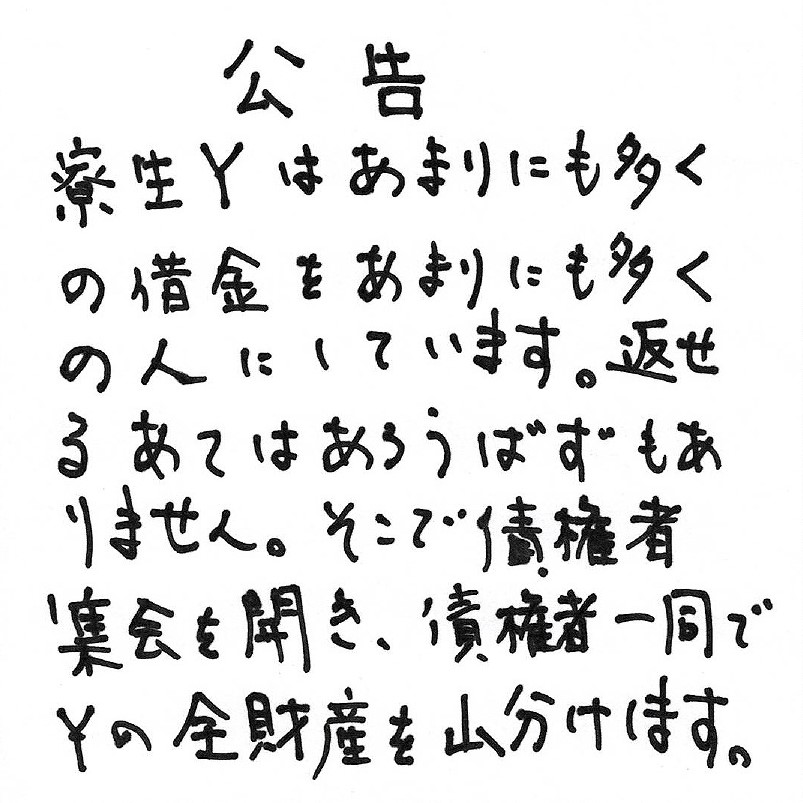 公告
寮生Yはあまりにも多く
の借金をあまりにも多く
の人にしています。返せ
るあてはあろうばずもあ
りません。そこで債権者
集会を開き、債権者一同で
Yの全財産を山分けします。